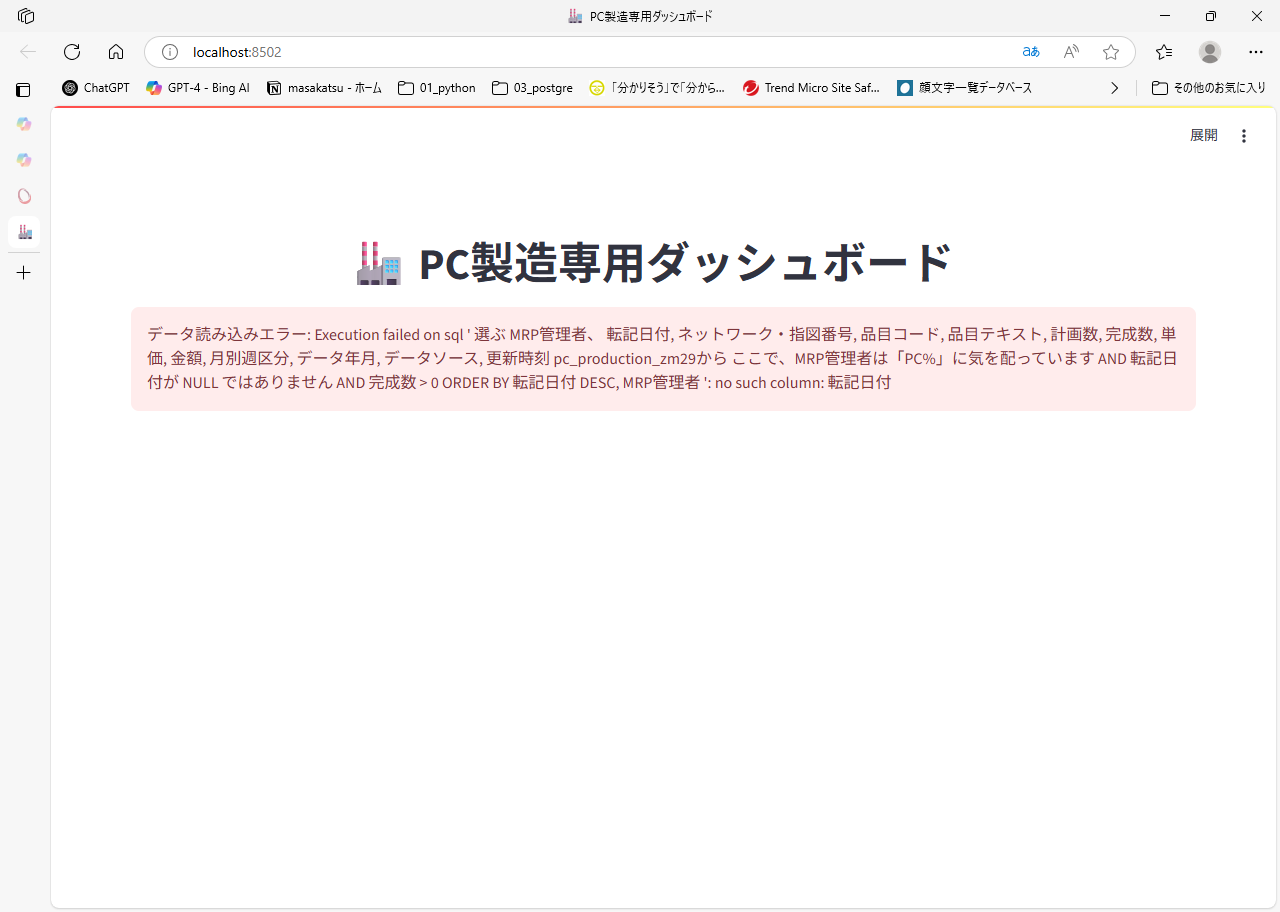 PC製造専用ダッシュボード
localhost:8502
aあ
ChatGPT
GPT-4 - Bing AI
masakatsu - ホーム
01_python
03_postgre
「分かりそう」で「分から...
Trend Micro Site Saf...
顔文字一覧データベース
その他のお気に入り
展開
PC製造専用ダッシュボード
データ読み込みエラー: Execution failed on sql ' 選ぶ MRP管理者、 転記日付, ネットワーク・指図番号, 品目コード, 品目テキスト, 計画数, 完成数, 単
価, 金額, 月別週区分, データ年月, データソース, 更新時刻 pc_production_zm29から ここで、MRP管理者は「PC%」に気を配っています AND 転記日
付が NULL ではありません AND 完成数 > 0 ORDER BY 転記日付 DESC, MRP管理者 ': no such column: 転記日付